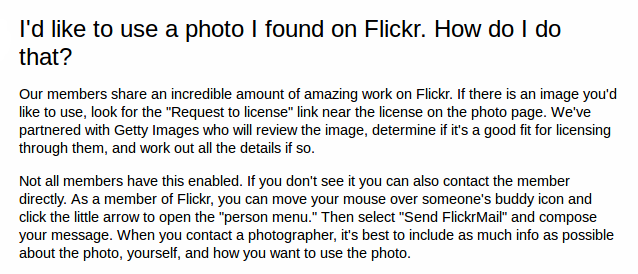 I'd like to use a photo I found on Flickr. How do I do
that?
Our members share an incredible amount of amazing work on Flickr. If there is an image you'd
like to use, look for the "Request to license" link near the license on the photo page. We've
partnered with Getty Images who will review the image, determine if it's a good fit for licensing
through them, and work out all the details if so.
Not all members have this enabled. If you don't see it you can also contact the member
directly. As a member of Flickr, you can move your mouse over someone's buddy icon and
click the little arrow to open the "person menu." Then select "Send FlickrMail" and compose
your message. When you contact a photographer, it's best to include as much info as possible
about the photo, yourself, and how you want to use the photo.